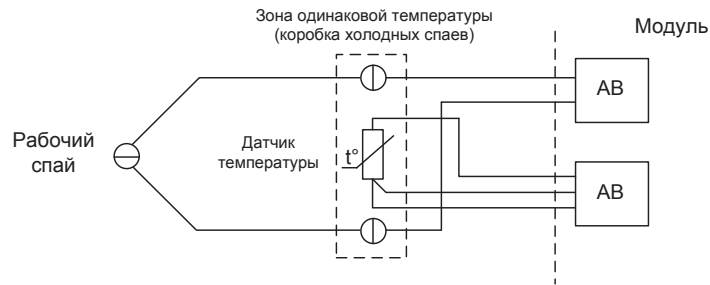 Зона одинаковой температуры
(коробка холодных спаев)
Модуль
АВ
Рабочий
спай
Датчик
температуры
t°
АВ